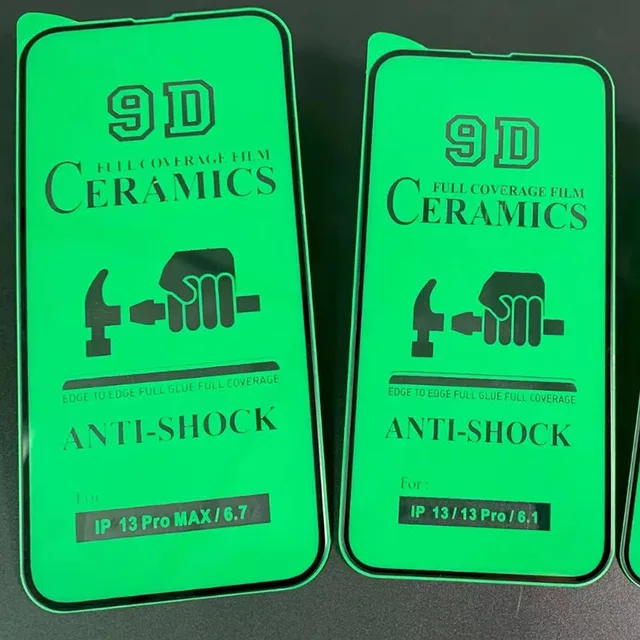 9D
FULL COVERAGE FILM
CERAMICS
EDGE TO EDGE FULL GLUE FULL COVERAGE
ANTI-SHOCK
For
IP 13 Pro MAX / 6.7
9D
FULL COVERAGE FILM
CERAMICS
EDGE TO EDGE FULL GLUE FULL COVERAGE
ANTI-SHOCK
For:
IP 13 / 13 Pro / 6.1